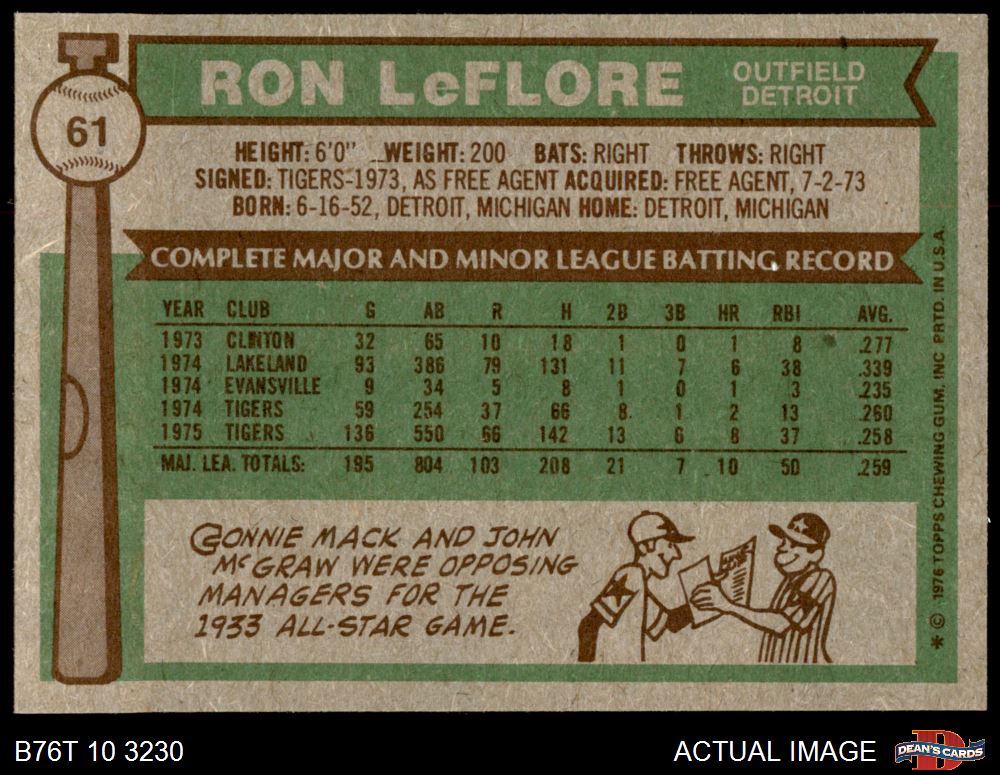 61
RON LeFLORE
OUTFIELD
DETROIT
HEIGHT: 6'0" WEIGHT: 200 BATS: RIGHT THROWS: RIGHT
SIGNED: TIGERS-1973, AS FREE AGENT ACQUIRED: FREE AGENT, 7-2-73
BORN: 6-16-52, DETROIT, MICHIGAN HOME: DETROIT, MICHIGAN
COMPLETE MAJOR AND MINOR LEAGUE BATTING RECORD
YEAR CLUB G AB R H 2B 3B HR RBI AVG.
1973 CLINTON 32 65 10 18 1 0 1 8 .277
1974 LAKELAND 93 386 79 131 11 7 6 38 .339
1974 EVANSVILLE 9 34 5 8 1 0 1 3 .235
1974 TIGERS 59 254 37 66 8 1 2 13 .260
1975 TIGERS 136 550 66 142 13 6 8 37 .258
MAJ. LEA. TOTALS: 195 804 103 208 21 7 10 50 .259
CONNIE MACK AND JOHN
McGRAW WERE OPPOSING
MANAGERS FOR THE
1933 ALL-STAR GAME.
* © 1976 TOPPS CHEWING GUM, INC PRTD. IN U.S.A.
B76T 10 3230
ACTUAL IMAGE
DEAN'S CARDS